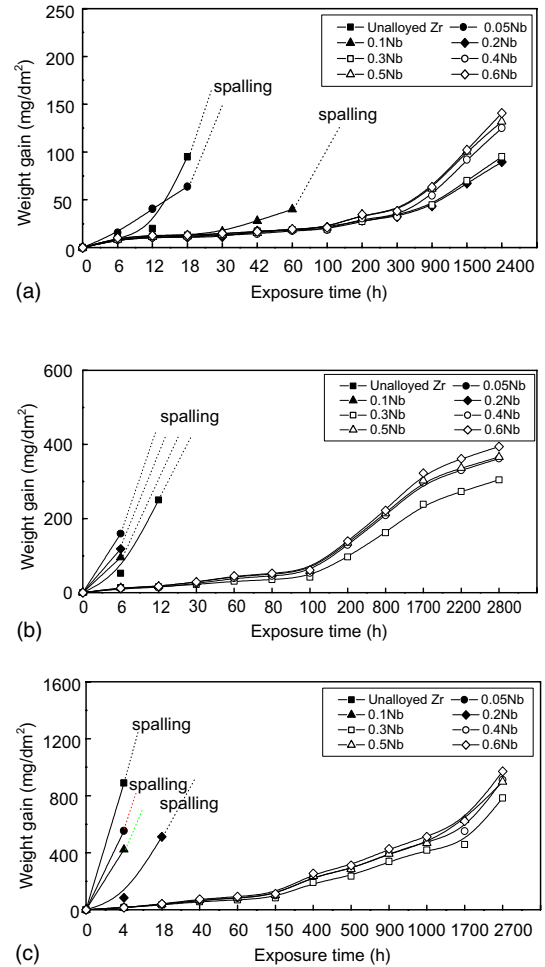 250
200
150
100
50
0
Weight gain (mg/dm²)
Unalloyed Zr 0.05Nb
0.1Nb 0.2Nb
0.3Nb 0.4Nb
0.5Nb 0.6Nb
spalling
spalling
0 6 12 18 30 42 60 100 200 300 900 1500 2400
(a) Exposure time (h)
600
400
200
0
Weight gain (mg/dm²)
Unalloyed Zr 0.05Nb
0.1Nb 0.2Nb
0.3Nb 0.4Nb
0.5Nb 0.6Nb
spalling
0 6 12 30 60 80 100 200 800 1700 2200 2800
(b) Exposure time (h)
1600
1200
800
400
0
Weight gain (mg/dm²)
Unalloyed Zr 0.05Nb
0.1Nb 0.2Nb
0.3Nb 0.4Nb
0.5Nb 0.6Nb
spalling
spalling
spalling
0 4 18 40 60 150 400 500 900 1000 1700 2700
(c) Exposure time (h)